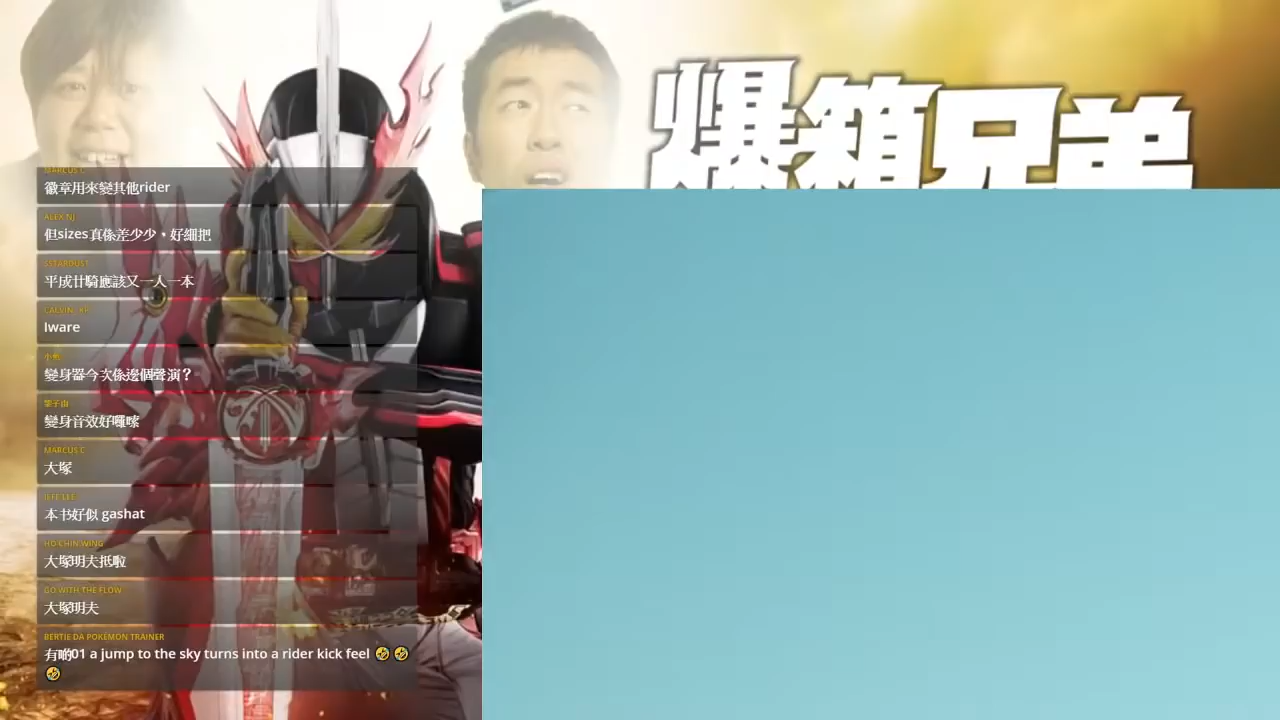 爆箱兄弟
MARCUS C
徽章用來變其他rider
ALEX NJ
但sizes真係差少少，好細把
SETARDUST
平成廿騎應該又一人一本
lware
變身器今次係邊個聲演？
變身音效好囉嗦
MARCUS C
大塚
JEFF LEE
本书好似 gashat
HO CHIN WING
大塚明夫抵啦
GO WITH THE FLOW
大塚明夫
BERTIE DA POKÉMON TRAINER
有啲01 a jump to the sky turns into a rider kick feel 🤣 🤣
🤣